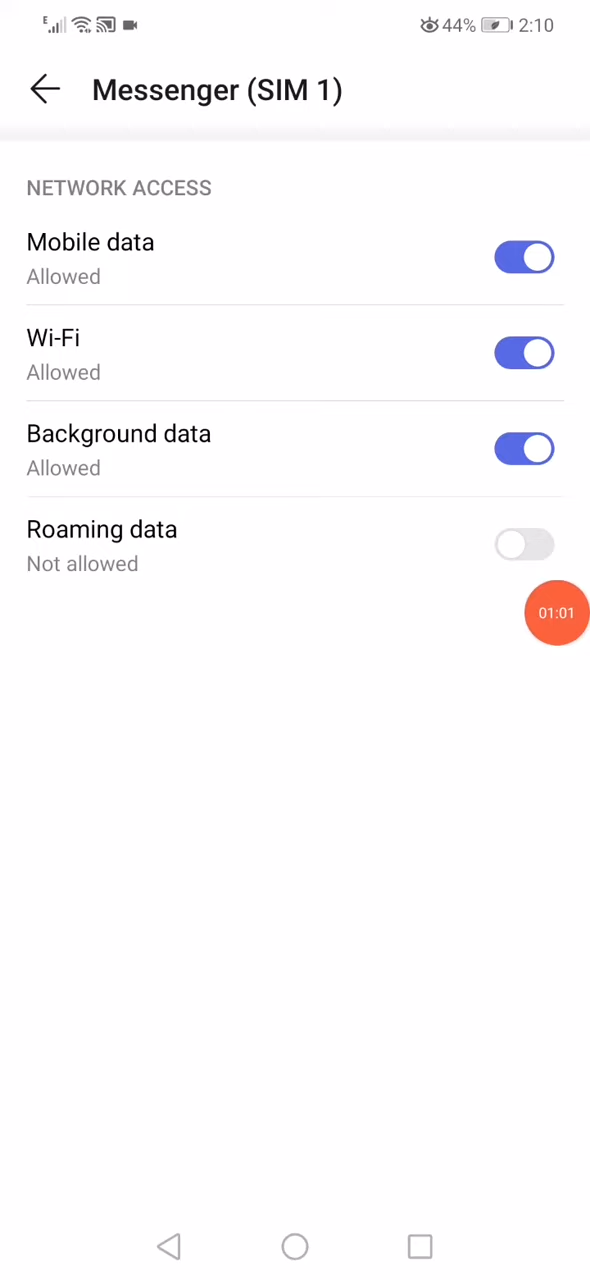 E 44% 2:10
Messenger (SIM 1)
NETWORK ACCESS
Mobile data
Allowed
Wi-Fi
Allowed
Background data
Allowed
Roaming data
Not allowed
01:01